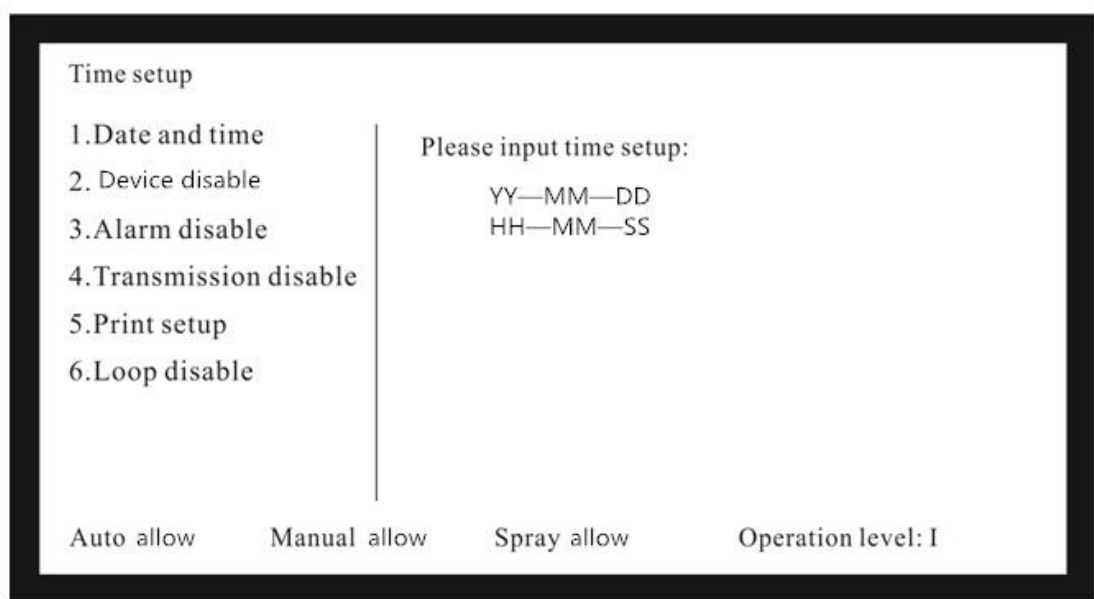 Time setup
1.Date and time
2. Device disable
3.Alarm disable
4.Transmission disable
5.Print setup
6.Loop disable
Please input time setup:
YY—MM—DD
HH—MM—SS
Auto allow Manual allow Spray allow Operation level: I